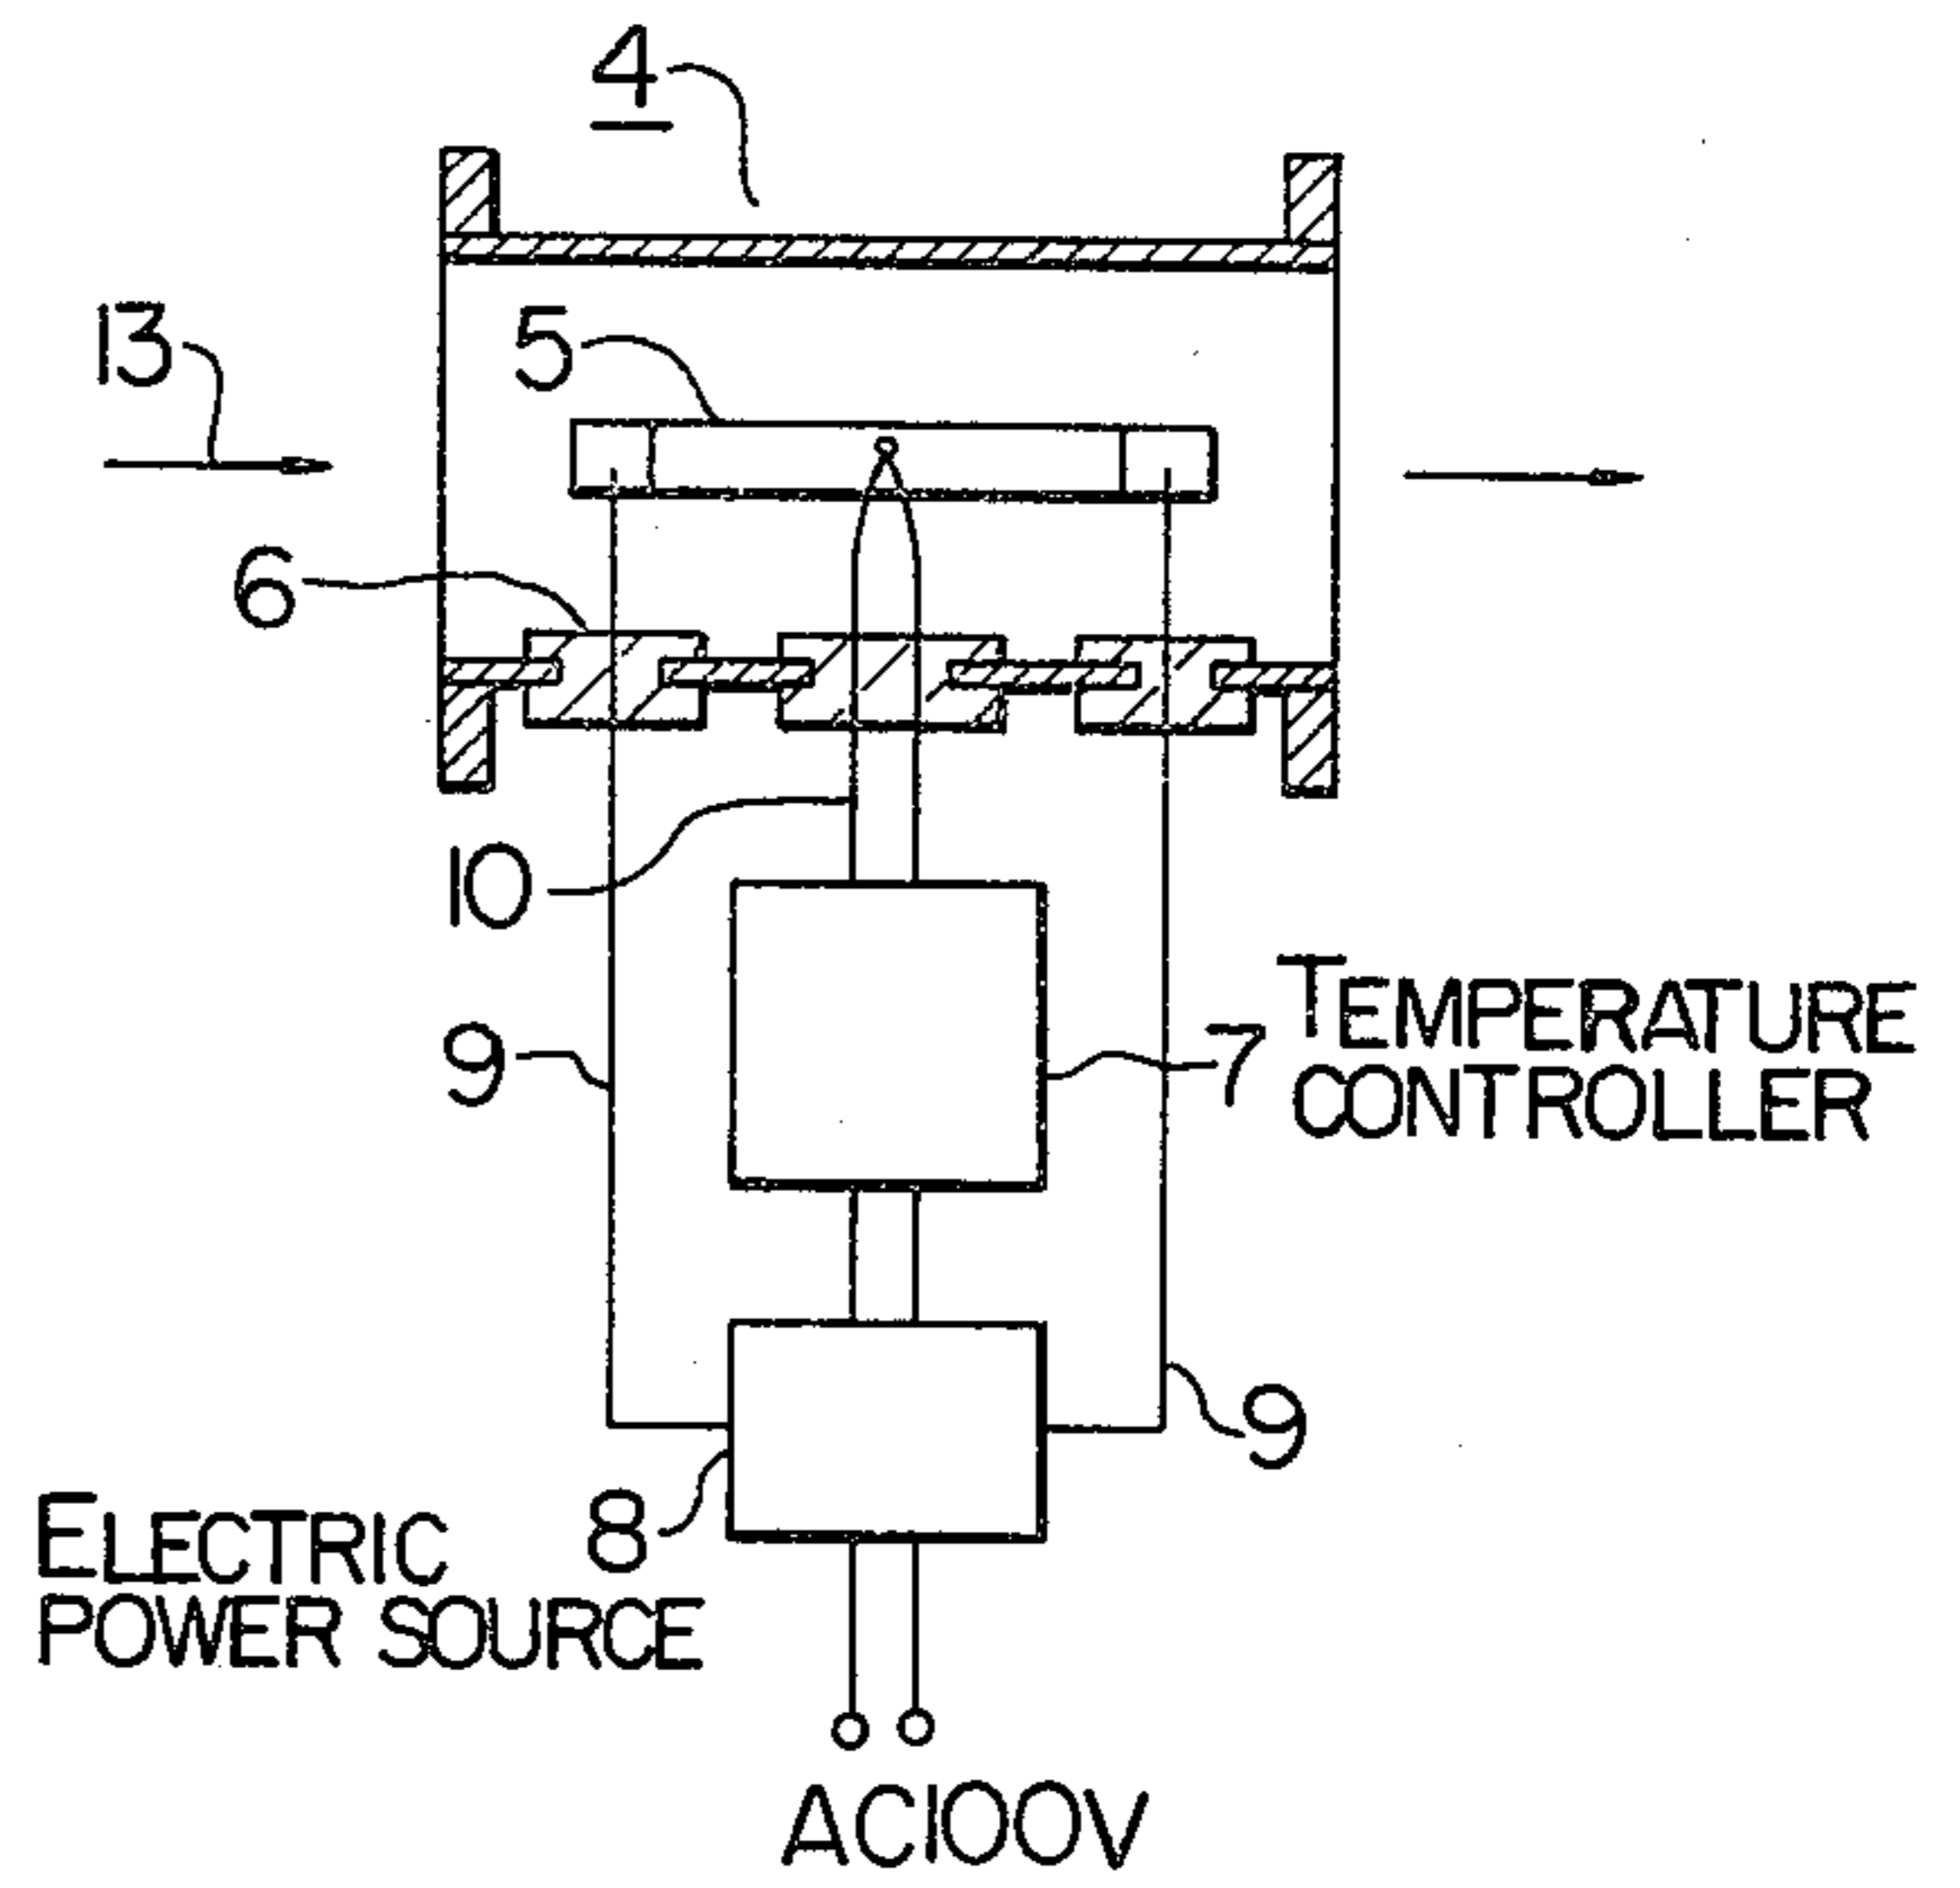 4
13
5
6
10
9
7 TEMPERATURE
CONTROLLER
9
8
ELECTRIC
POWER SOURCE
AC100V